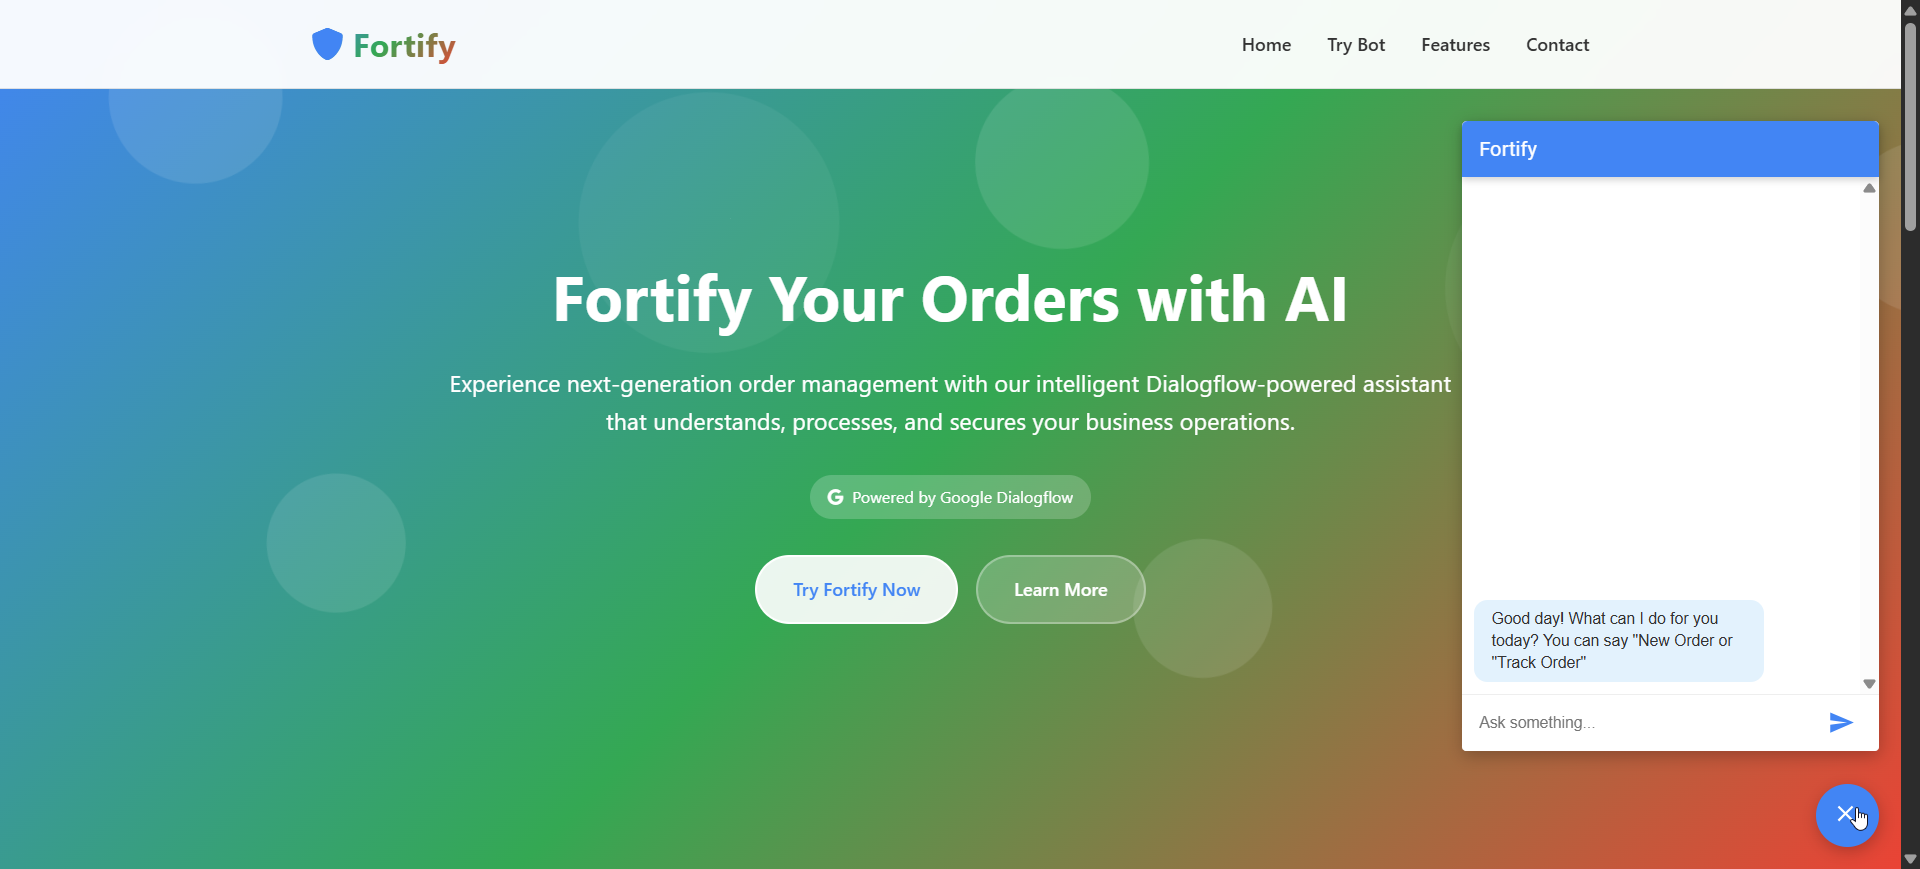 Fortify
Home
Try Bot
Features
Contact
Fortify Your Orders with AI
Experience next-generation order management with our intelligent Dialogflow-powered assistant
that understands, processes, and secures your business operations.
G Powered by Google Dialogflow
Try Fortify Now
Learn More
Fortify
Good day! What can I do for you
today? You can say "New Order or
"Track Order"
Ask something...